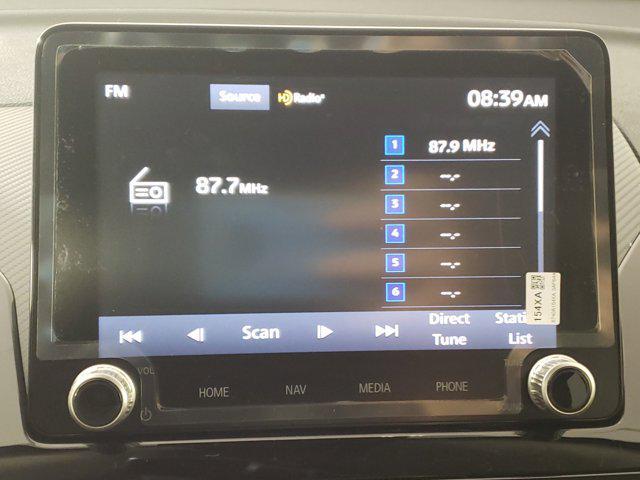 FM Source HD Radio 08:39AM
87.7MHz
1 87.9 MHz
2 --.-
3 --.-
4 --.-
5 --.-
6 --.-
Scan
Direct Tune
List
154XA
VOL
HOME NAV MEDIA PHONE